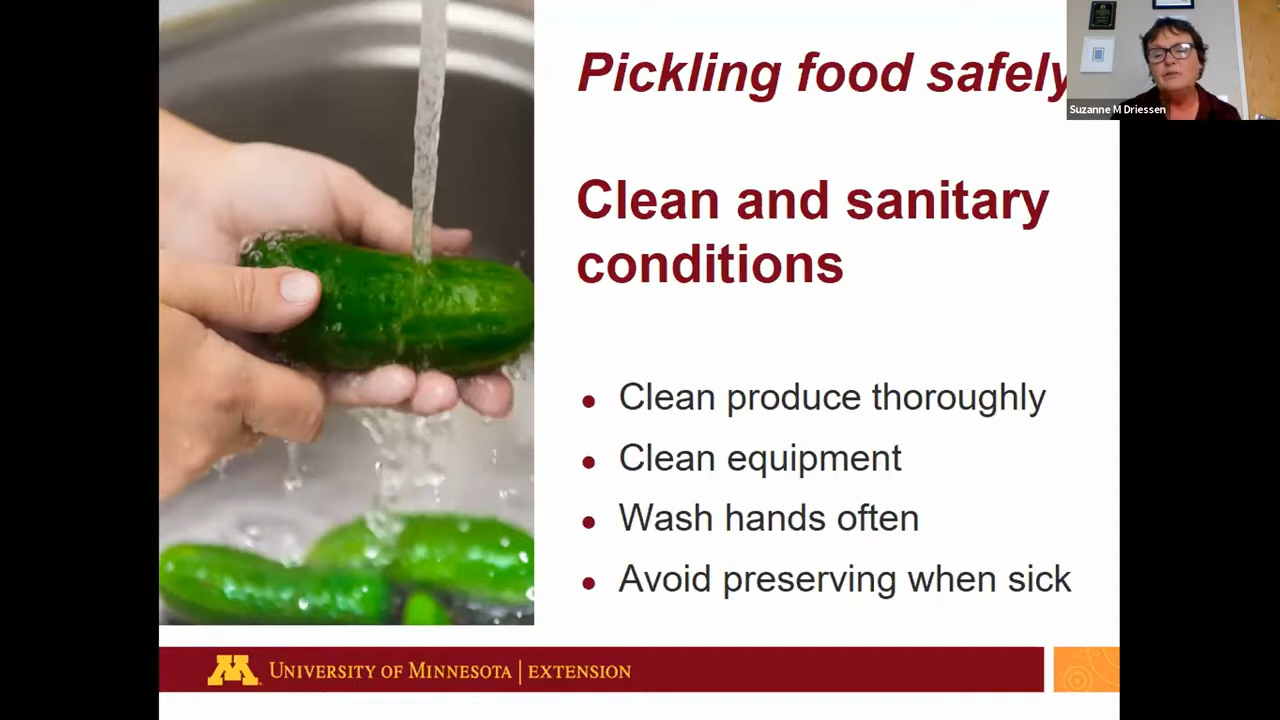 Pickling food safely
Suzanne M Driessen
Clean and sanitary
conditions
• Clean produce thoroughly
• Clean equipment
• Wash hands often
• Avoid preserving when sick
M UNIVERSITY OF MINNESOTA | EXTENSION